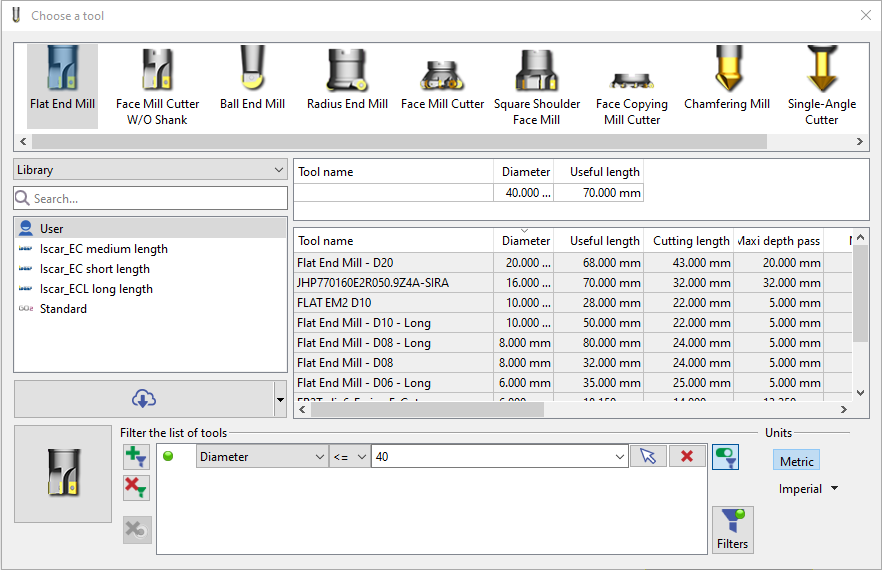 Choose a tool
Flat End Mill
Face Mill Cutter
W/O Shank
Ball End Mill
Radius End Mill
Face Mill Cutter
Square Shoulder
Face Mill
Face Copying
Mill Cutter
Chamfering Mill
Single-Angle
Cutter
Library
Search...
User
Iscar_EC medium length
Iscar_EC short length
Iscar_ECL long length
Standard
Tool name Diameter Useful length
40.000 ... 70.000 mm
Tool name Diameter Useful length Cutting length Maxi depth pass
Flat End Mill - D20 20.000 ... 68.000 mm 43.000 mm 20.000 mm
JHP770160E2R050.9Z4A-SIRA 16.000 ... 70.000 mm 32.000 mm 32.000 mm
FLAT EM2 D10 10.000 ... 28.000 mm 22.000 mm 5.000 mm
Flat End Mill - D10 - Long 10.000 ... 50.000 mm 22.000 mm 5.000 mm
Flat End Mill - D08 - Long 8.000 mm 80.000 mm 24.000 mm 5.000 mm
Flat End Mill - D08 8.000 mm 32.000 mm 24.000 mm 5.000 mm
Flat End Mill - D06 - Long 6.000 mm 35.000 mm 25.000 mm 5.000 mm
Filter the list of tools
Diameter <= 40
Filters
Units
Metric
Imperial